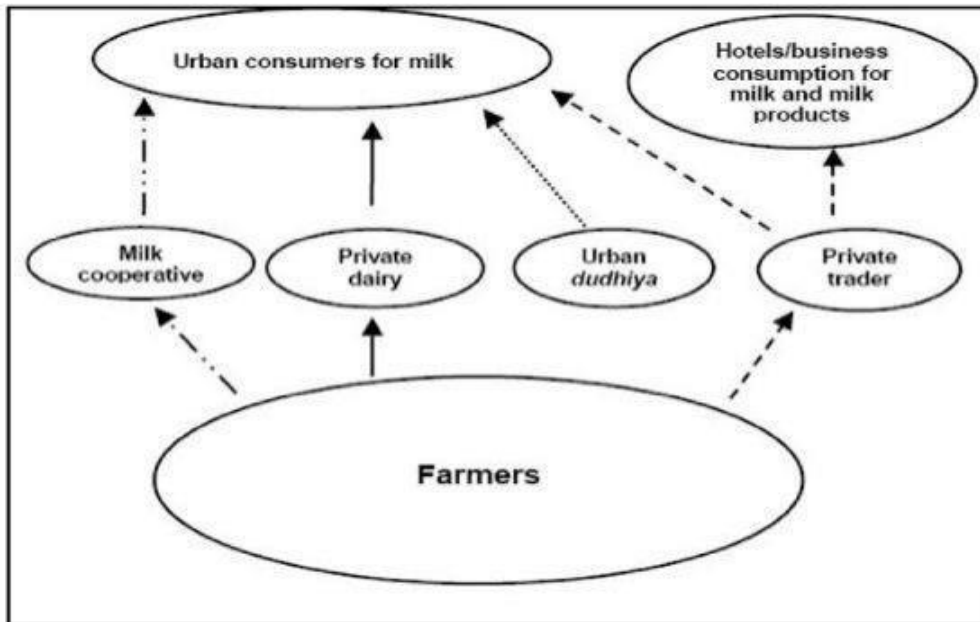 Urban consumers for milk
Hotels/business
consumption for
milk and milk
products
Milk
cooperative
Private
dairy
Urban
dudhiya
Private
trader
Farmers